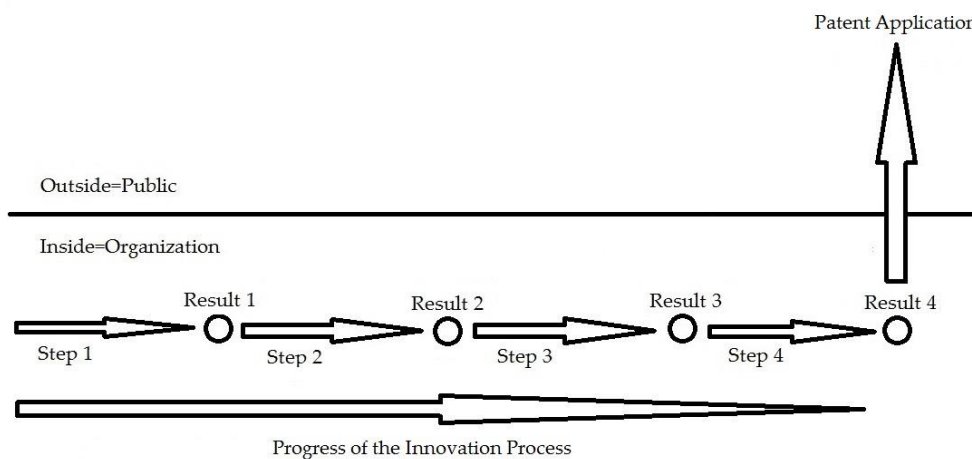 Patent Application
Outside=Public
Inside=Organization
Result 1
Result 2
Result 3
Result 4
Step 1
Step 2
Step 3
Step 4
Progress of the Innovation Process